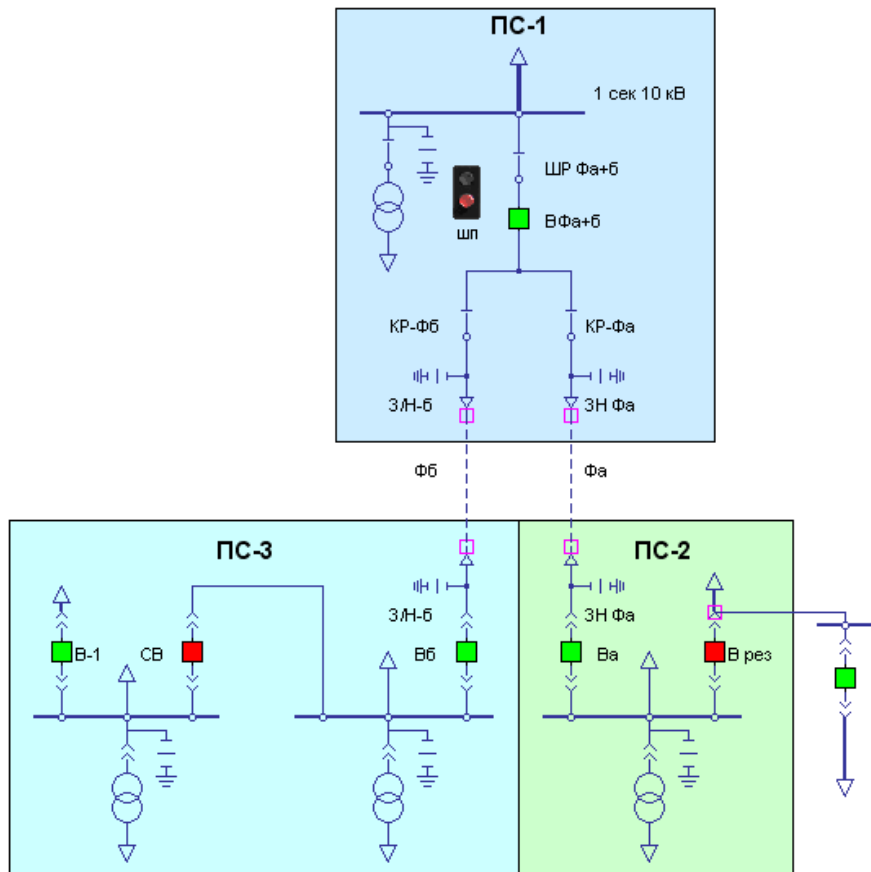 ПС-1
1 сек 10 кВ
ШР Фа+б
шп
ВФа+б
КР-Фб
КР-Фа
З/Н-б
ЗН Фа
Фб
Фа
ПС-3
ПС-2
З/Н-б
ЗН Фа
В-1
СВ
Вб
Ва
В рез